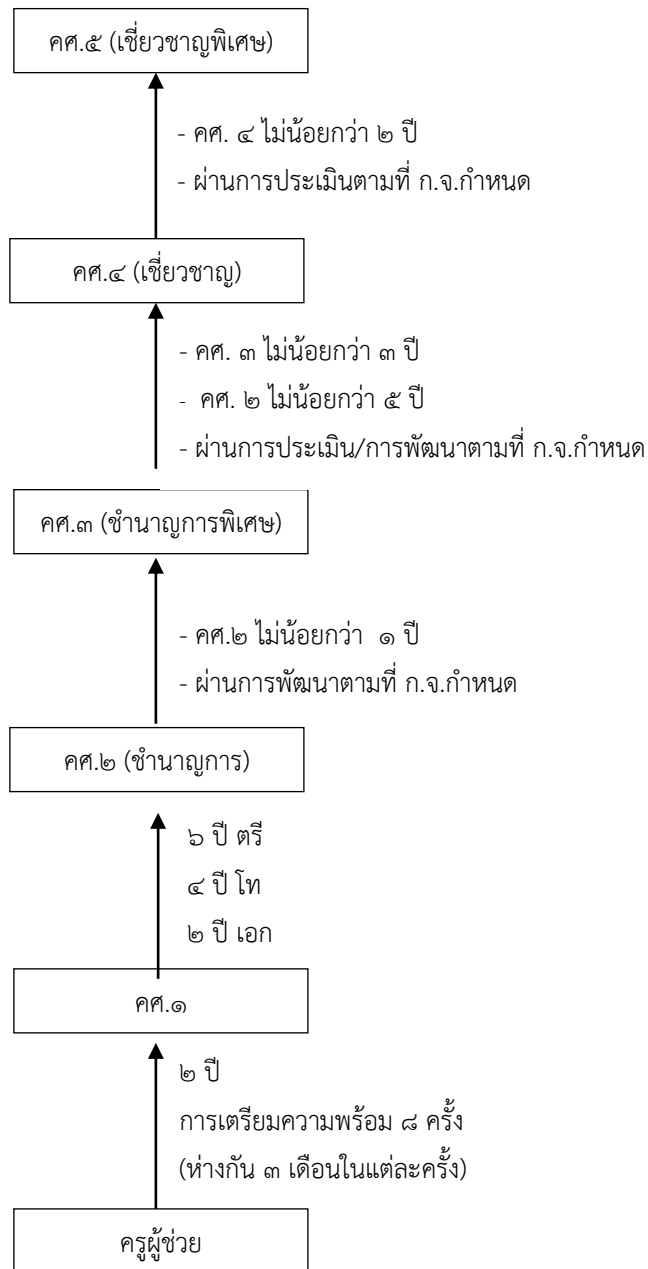 คศ.๕ (เชี่ยวชาญพิเศษ)
- คศ. ๔ ไม่น้อยกว่า ๒ ปี
- ผ่านการประเมินตามที่ ก.จ.กำหนด
คศ.๔ (เชี่ยวชาญ)
- คศ. ๓ ไม่น้อยกว่า ๓ ปี
- คศ. ๒ ไม่น้อยกว่า ๕ ปี
- ผ่านการประเมิน/การพัฒนาตามที่ ก.จ.กำหนด
คศ.๓ (ชำนาญการพิเศษ)
- คศ.๒ ไม่น้อยกว่า ๑ ปี
- ผ่านการพัฒนาตามที่ ก.จ.กำหนด
คศ.๒ (ชำนาญการ)
๖ ปี ตรี
๔ ปี โท
๒ ปี เอก
คศ.๑
๒ ปี
การเตรียมความพร้อม ๘ ครั้ง
(ห่างกัน ๓ เดือนในแต่ละครั้ง)
ครูผู้ช่วย